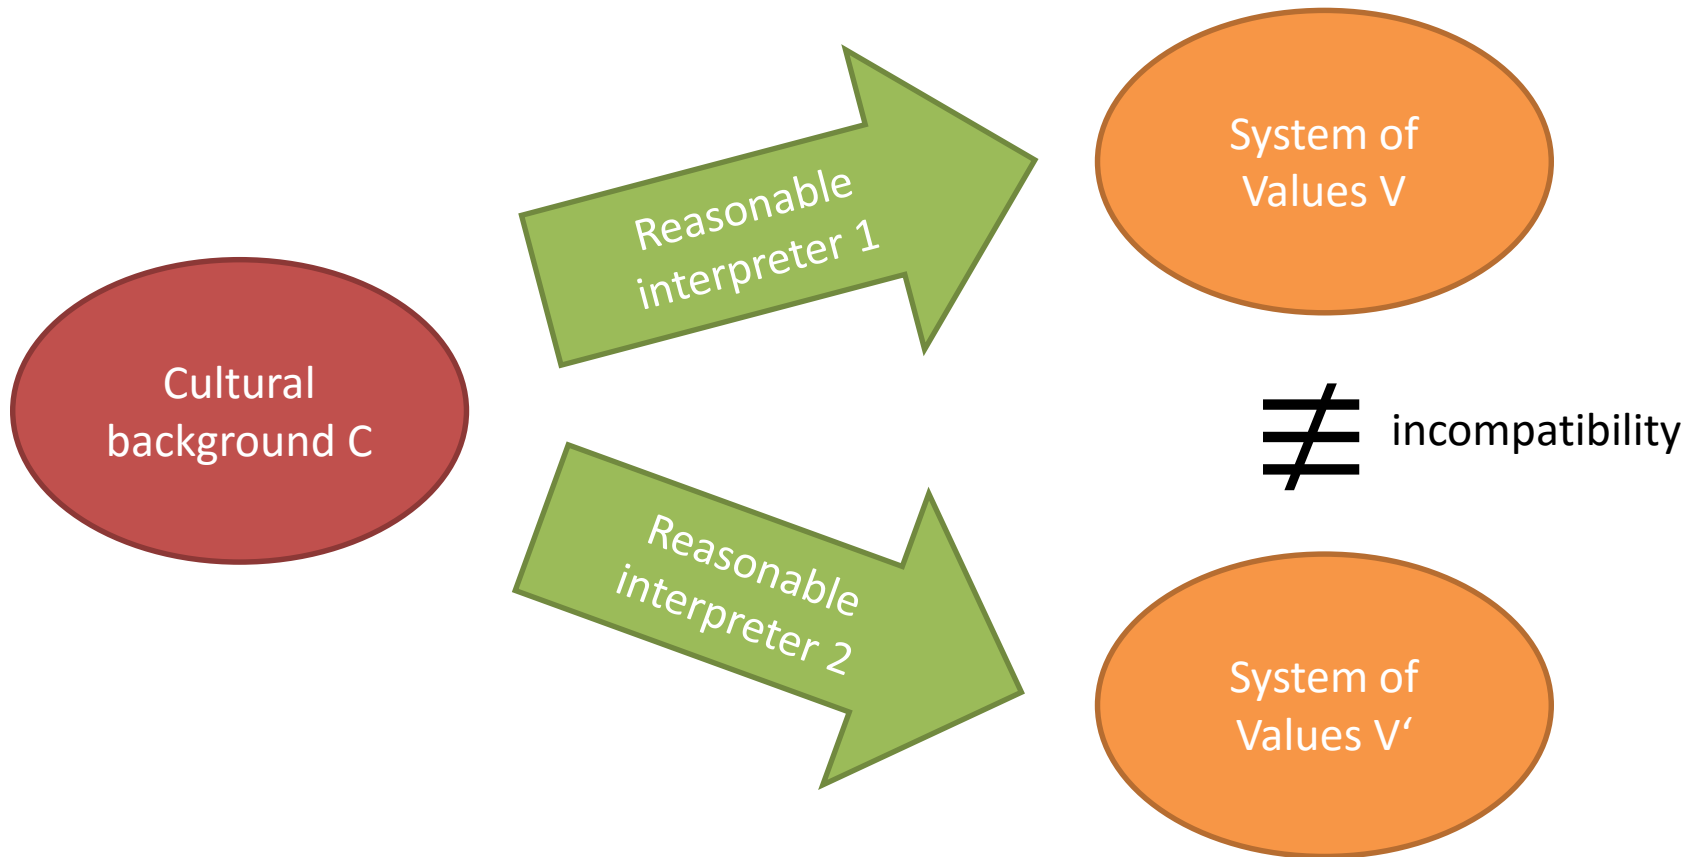 Cultural
background C
Reasonable
interpreter 1
Reasonable
interpreter 2
System of
Values V
≢ incompatibility
System of
Values V‘